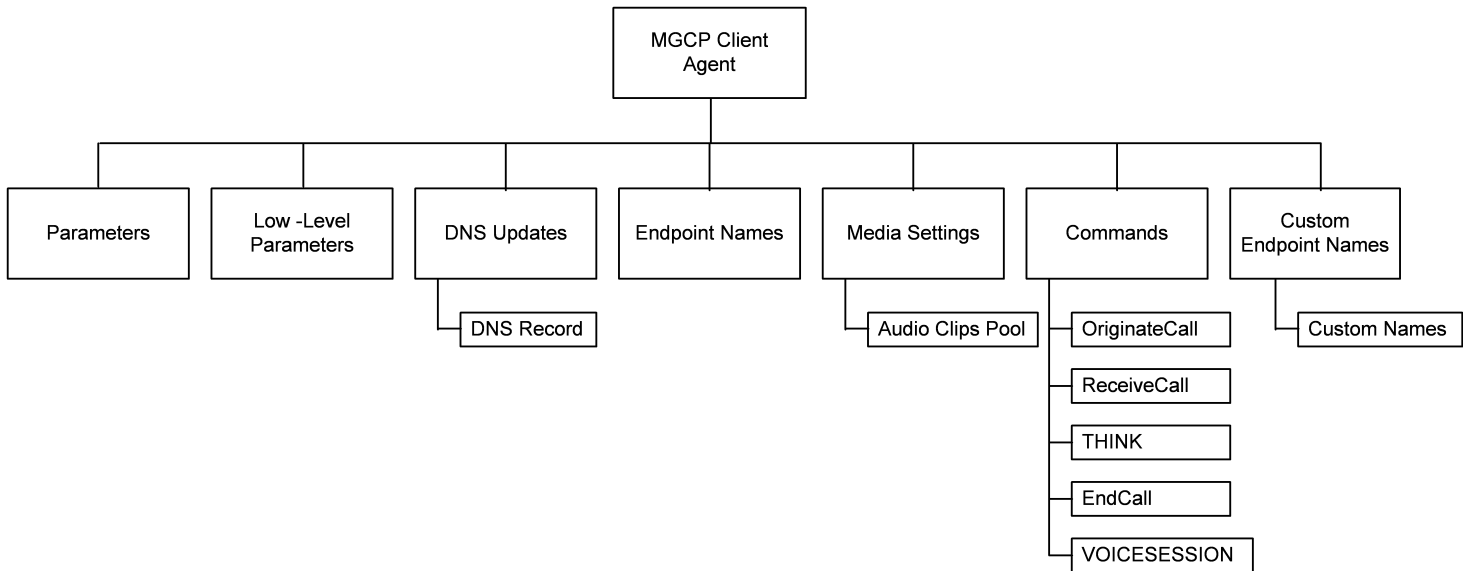 MGCP Client
Agent
Parameters
Low -Level
Parameters
DNS Updates
Endpoint Names
Media Settings
Commands
Custom
Endpoint Names
DNS Record
Audio Clips Pool
OriginateCall
ReceiveCall
THINK
EndCall
VOICESESSION
Custom Names